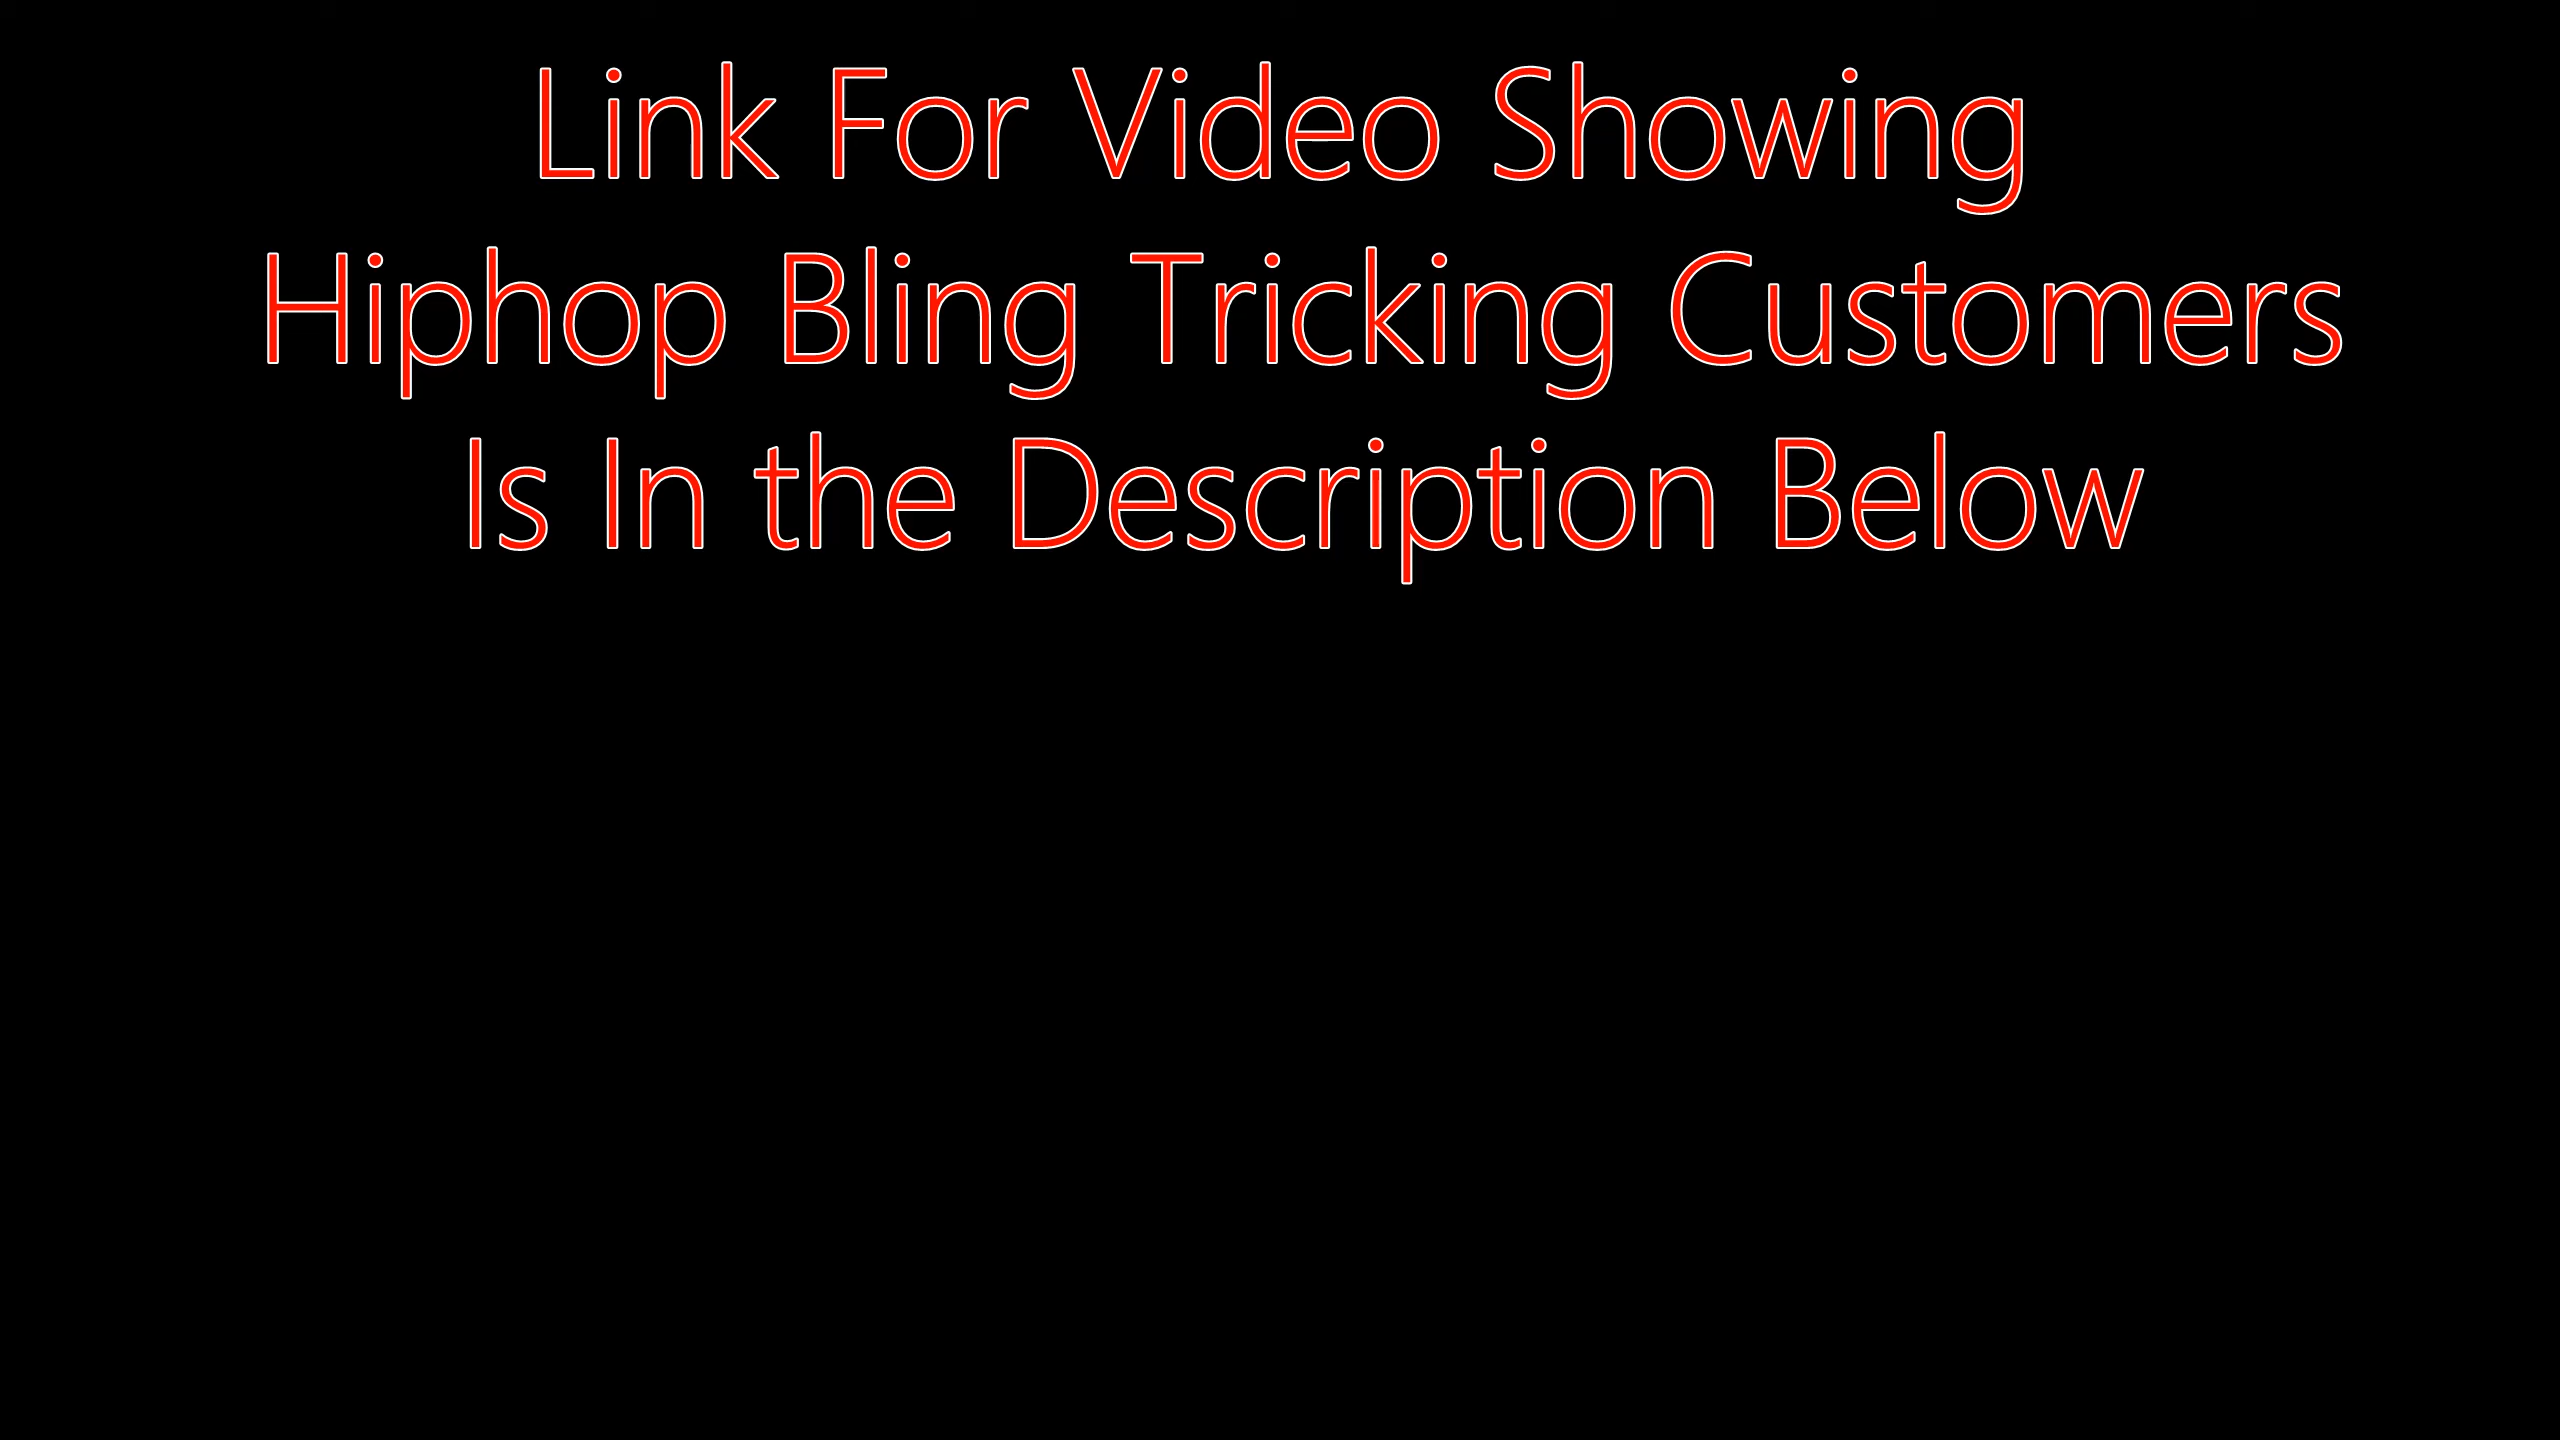 Link For Video Showing
Hiphop Bling Tricking Customers
Is In the Description Below